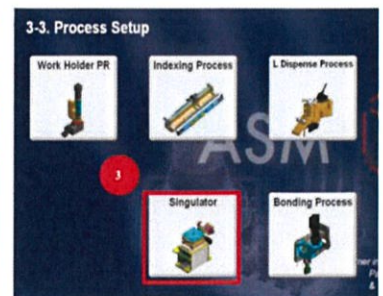 3-3. Process Setup
Work Holder PR
Indexing Process
L Dispense Process
ASM
3
Singulator
Bonding Process
&